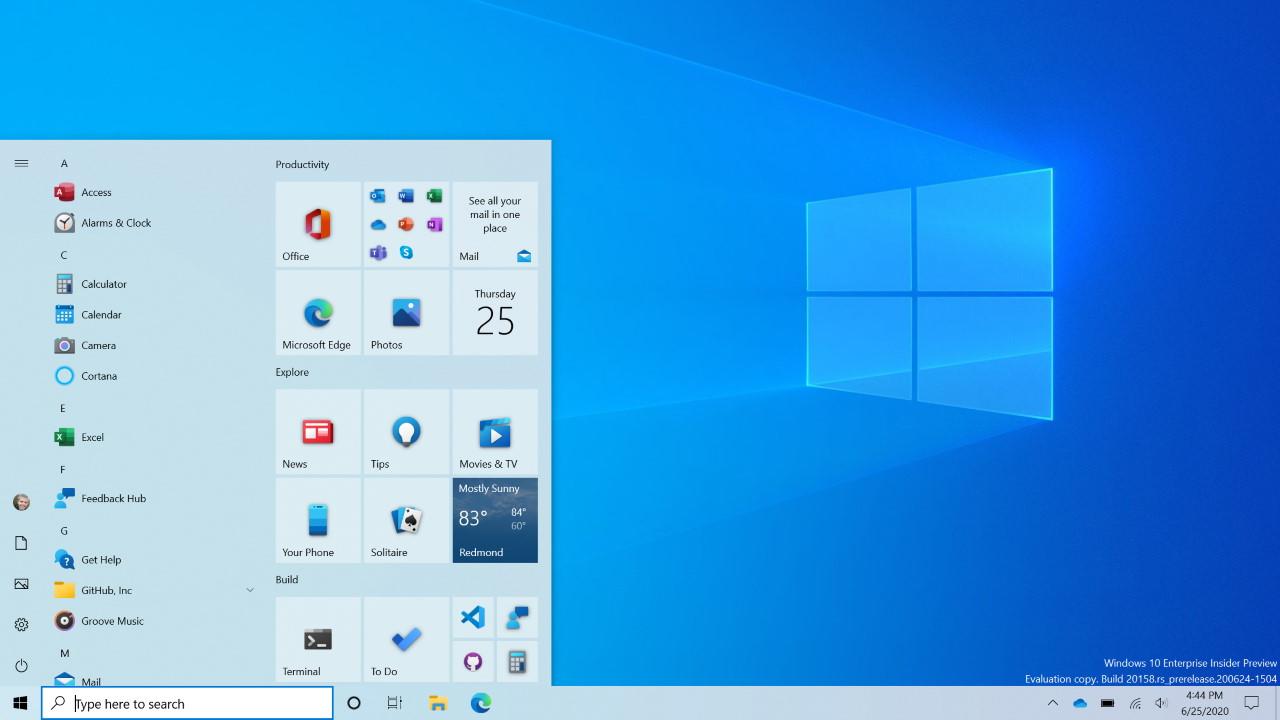 A
Access
Alarms & Clock
C
Calculator
Calendar
Camera
Cortana
E
Excel
F
Feedback Hub
G
Get Help
GitHub, Inc
Groove Music
M
Mail
Productivity
Office
See all your
mail in one
place
Mail
Microsoft Edge
Photos
Thursday
25
Explore
News
Tips
Movies & TV
Your Phone
Solitaire
Mostly Sunny
83° 84°
60°
Redmond
Build
Terminal
To Do
Windows 10 Enterprise Insider Preview
Evaluation copy. Build 20158.rs_prerelease.200624-1504
Type here to search
4:44 PM
6/25/2020